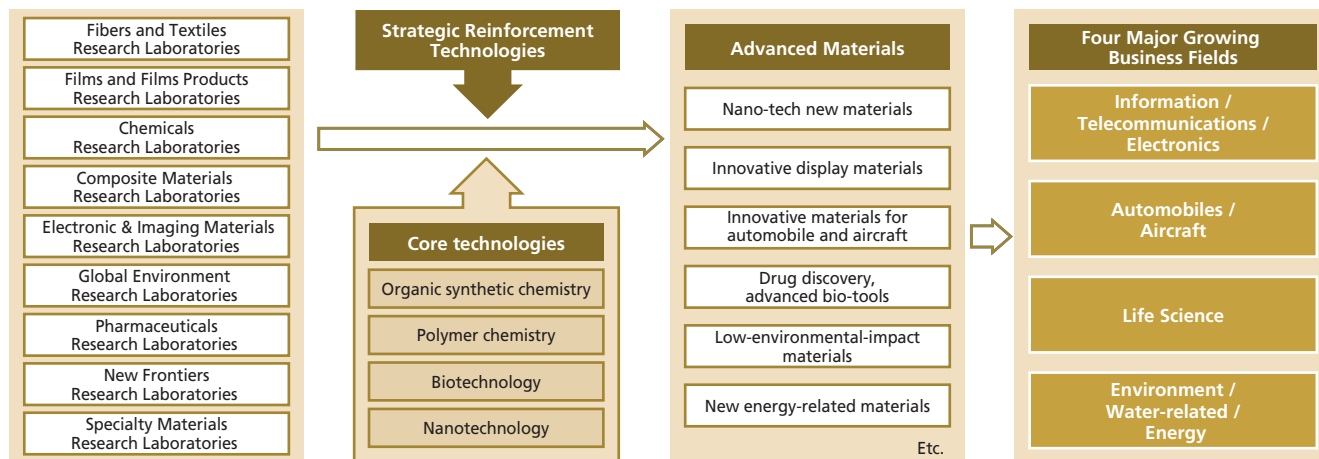 Fibers and Textiles
Research Laboratories
Films and Films Products
Research Laboratories
Chemicals
Research Laboratories
Composite Materials
Research Laboratories
Electronic & Imaging Materials
Research Laboratories
Global Environment
Research Laboratories
Pharmaceuticals
Research Laboratories
New Frontiers
Research Laboratories
Specialty Materials
Research Laboratories
Strategic Reinforcement
Technologies
Core technologies
Organic synthetic chemistry
Polymer chemistry
Biotechnology
Nanotechnology
Advanced Materials
Nano-tech new materials
Innovative display materials
Innovative materials for
automobile and aircraft
Drug discovery,
advanced bio-tools
Low-environmental-impact
materials
New energy-related materials
Etc.
Four Major Growing
Business Fields
Information /
Telecommunications /
Electronics
Automobiles /
Aircraft
Life Science
Environment /
Water-related /
Energy